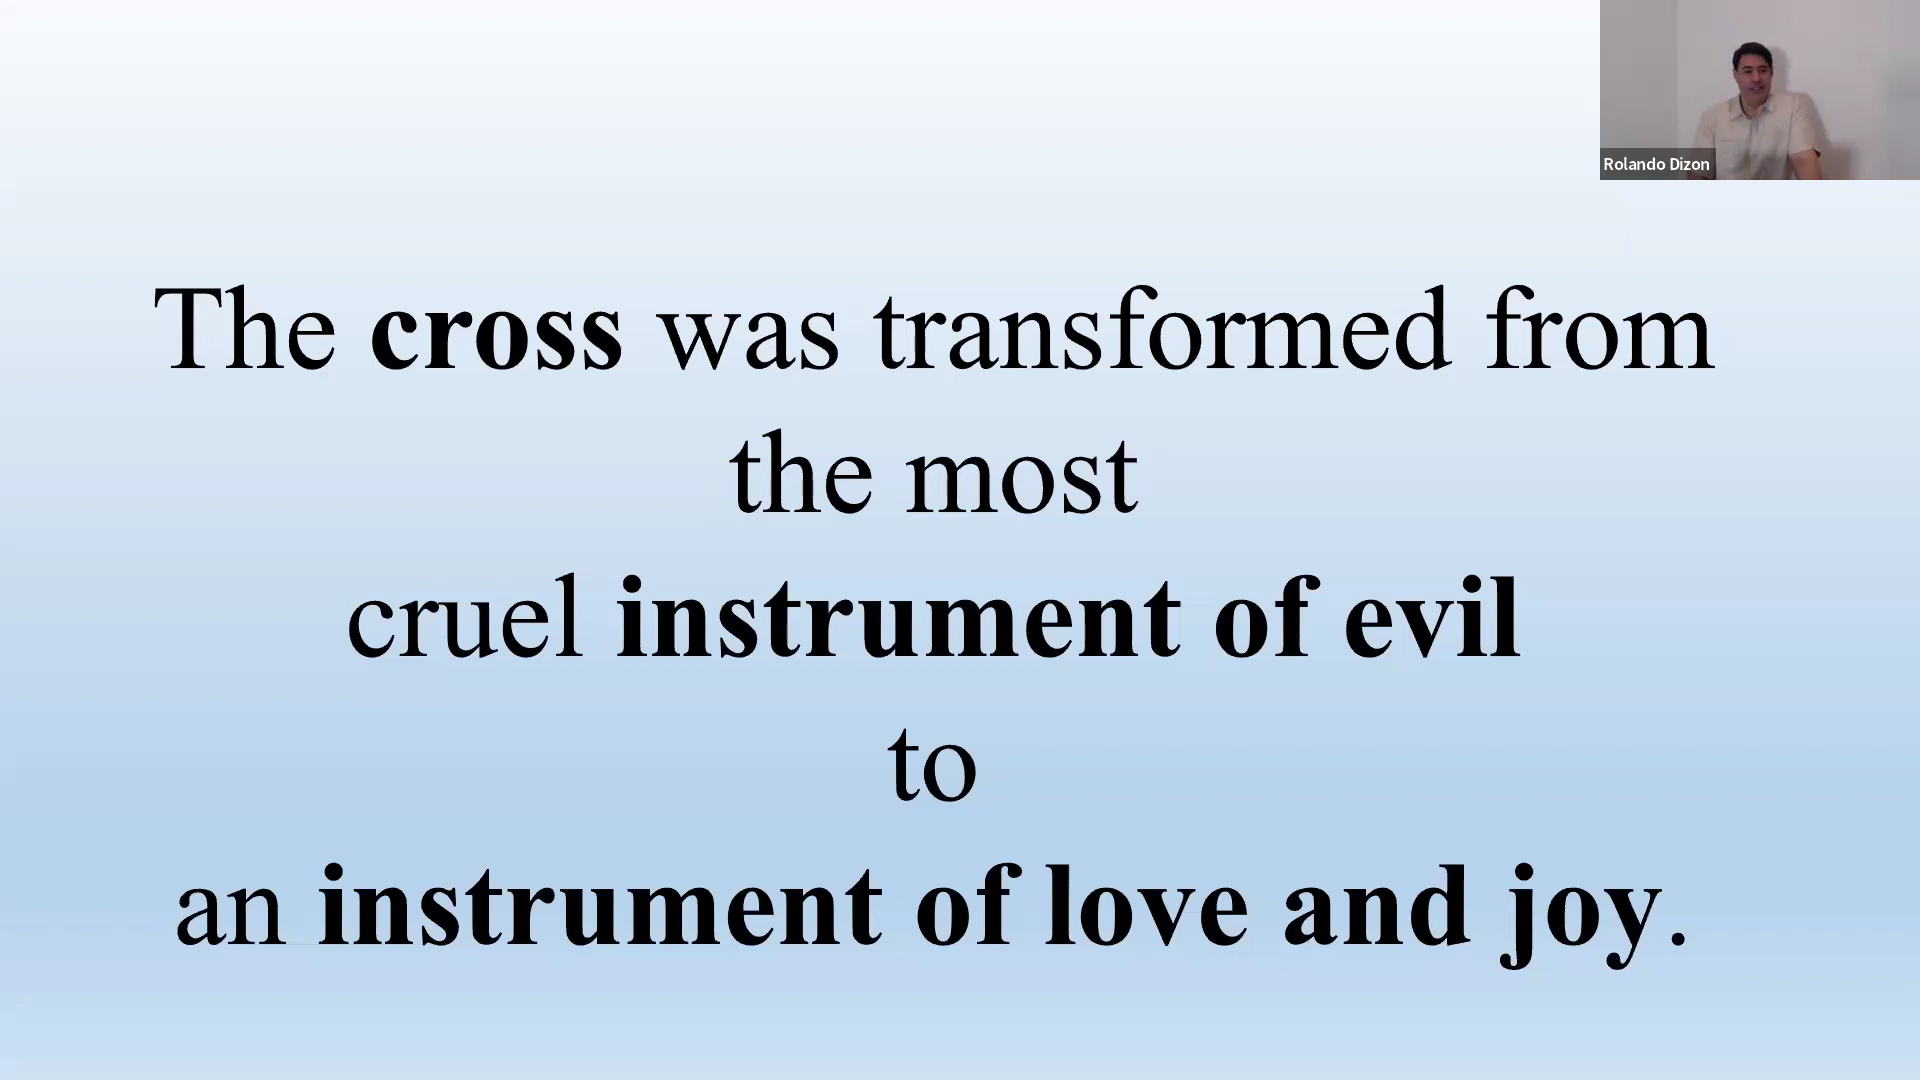 Rolando Dizon
The cross was transformed from
the most
cruel instrument of evil
to
an instrument of love and joy.